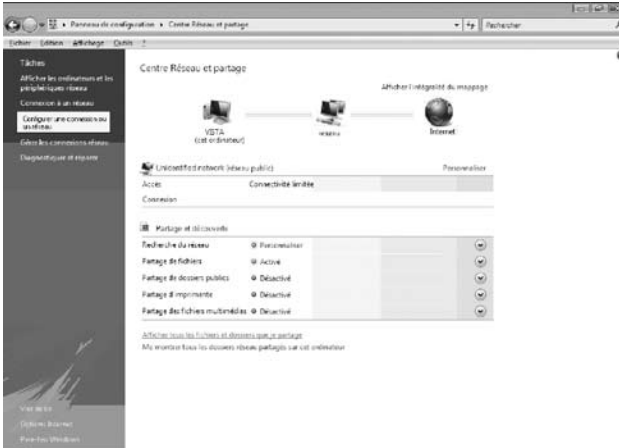 Panneau de configuration ▸ Centre Réseau et partage
Rechercher
Fichier Edition Affichage Outils ?
Tâches
Afficher les ordinateurs et les
périphériques réseau
Connexion à un réseau
Configurer une connexion ou
un réseau
Gérer les connexions réseau
Diagnostiquer et réparer
Centre Réseau et partage
Afficher l'intégralité du mappage
VISTA
(cet ordinateur)
Internet
Unidentified network (réseau public)
Personnaliser
Accès
Connectivité limitée
Connexion
Partage et découverte
Recherche du réseau
Personnaliser
Partage de fichiers
Activé
Partage de dossiers publics
Désactivé
Partage d'imprimante
Désactivé
Partage des fichiers multimédias
Désactivé
Afficher tous les fichiers et dossiers que je partage
Me montrer tous les dossiers réseau partagés sur cet ordinateur
Voir aussi
Options Internet
Pare-feu Windows